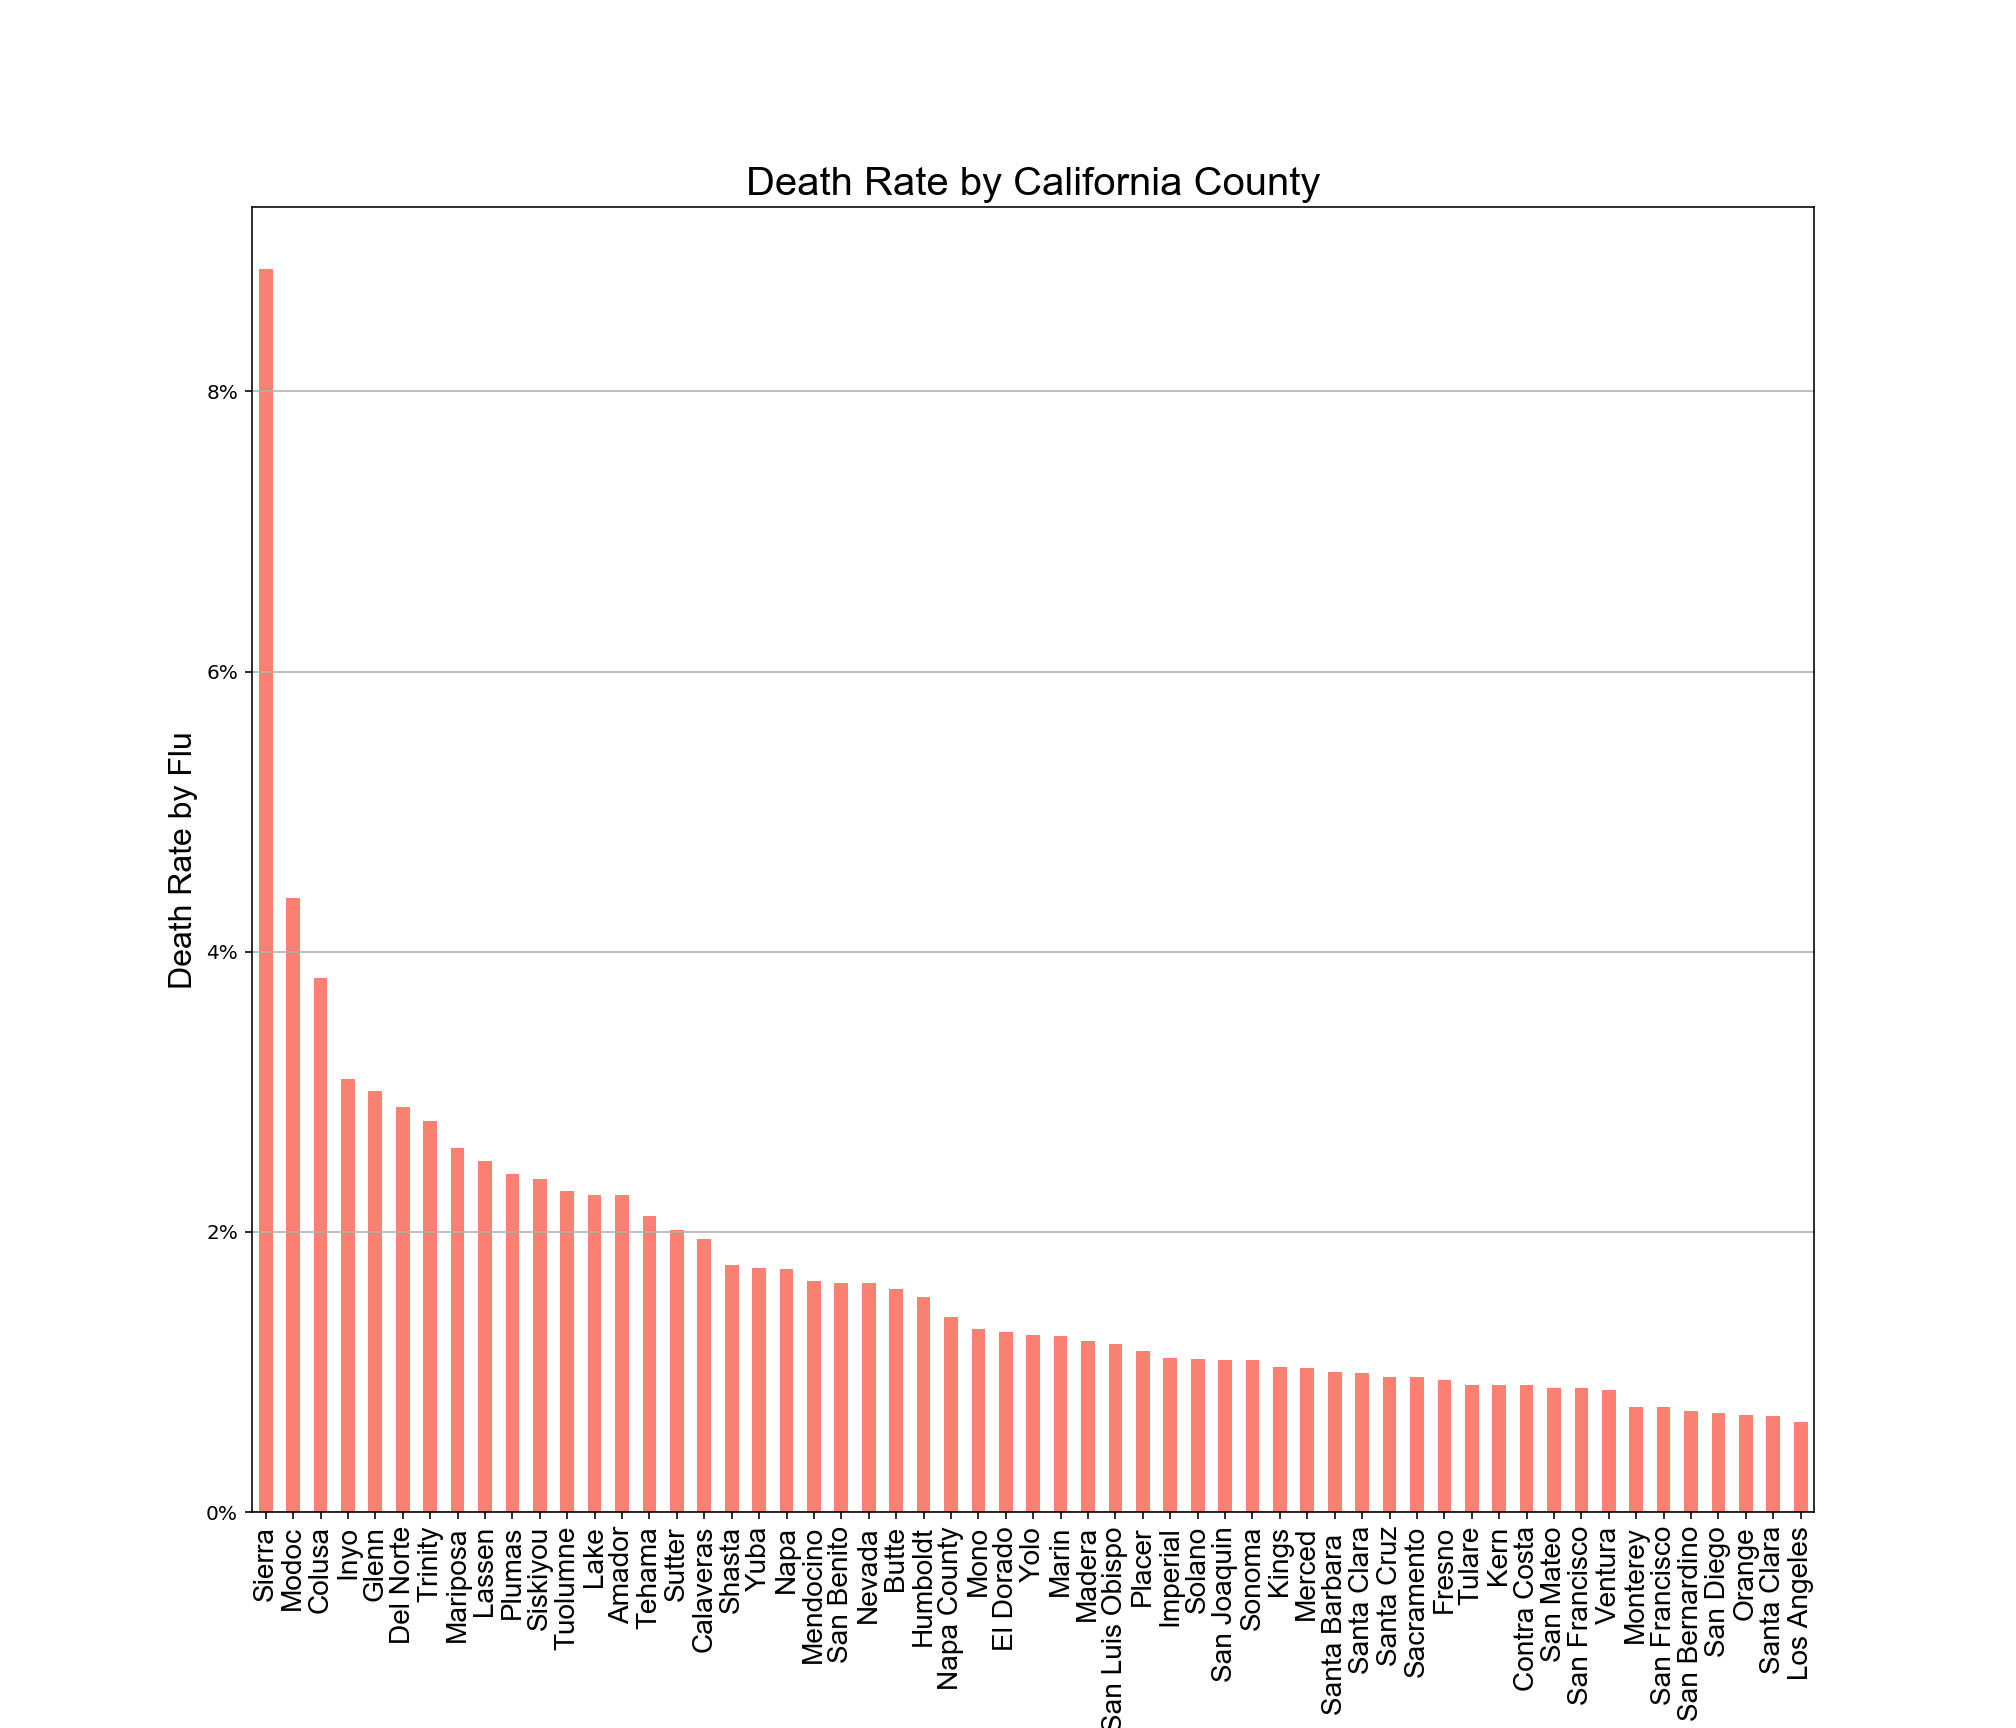 Death Rate by California County
Death Rate by Flu
8%
6%
4%
2%
0%
Sierra
Modoc
Colusa
Inyo
Glenn
Del Norte
Trinity
Mariposa
Lassen
Plumas
Siskiyou
Tuolumne
Lake
Amador
Tehama
Sutter
Calaveras
Shasta
Yuba
Napa
Mendocino
San Benito
Nevada
Butte
Humboldt
Napa County
Mono
El Dorado
Yolo
Marin
Madera
San Luis Obispo
Placer
Imperial
Solano
San Joaquin
Sonoma
Kings
Merced
Santa Barbara
Santa Clara
Santa Cruz
Sacramento
Fresno
Tulare
Kern
Contra Costa
San Mateo
San Francisco
Ventura
Monterey
San Francisco
San Bernardino
San Diego
Orange
Santa Clara
Los Angeles